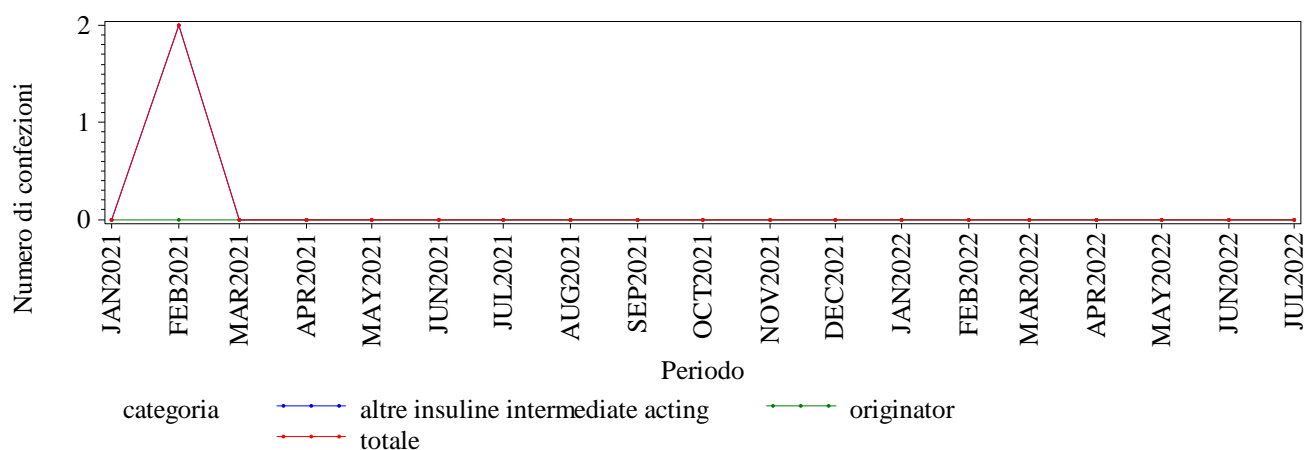 2
1
0
Numero di confezioni
JAN2021
FEB2021
MAR2021
APR2021
MAY2021
JUN2021
JUL2021
AUG2021
SEP2021
OCT2021
NOV2021
DEC2021
JAN2022
FEB2022
MAR2022
APR2022
MAY2022
JUN2022
JUL2022
Periodo
categoria altre insuline intermediate acting originator
totale